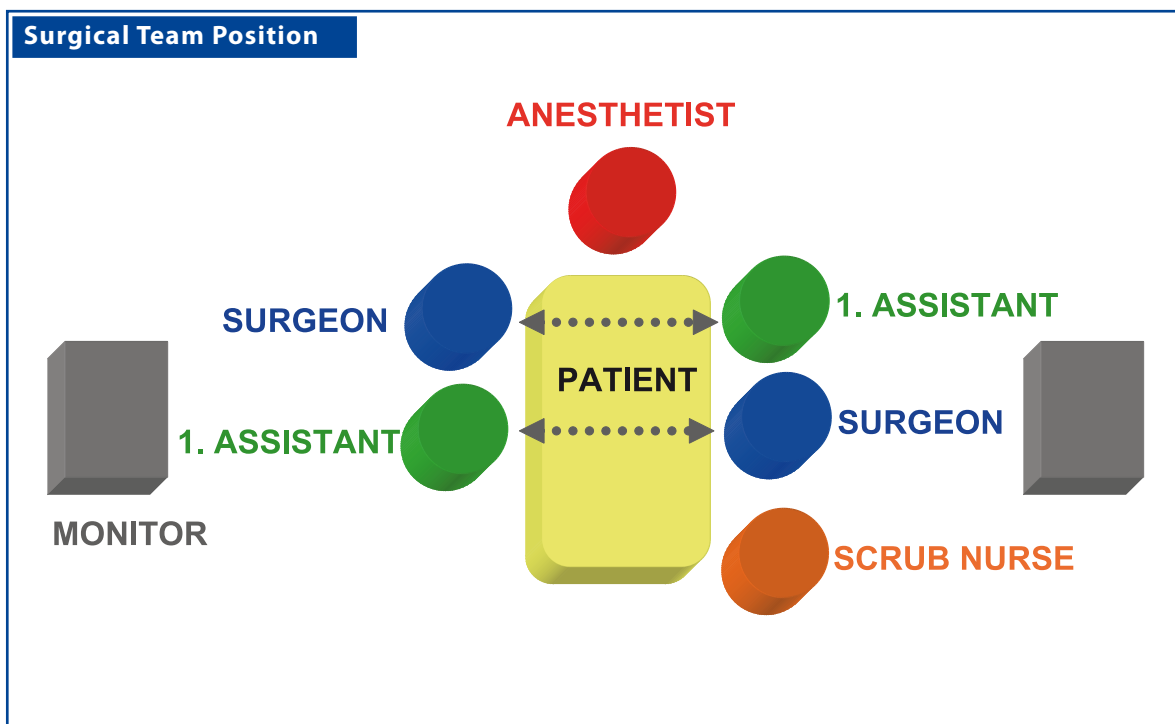 Surgical Team Position
ANESTHETIST
SURGEON
1. ASSISTANT
PATIENT
1. ASSISTANT
SURGEON
MONITOR
SCRUB NURSE